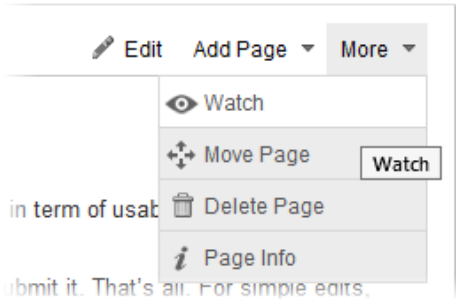 Edit Add Page More
Watch
Move Page
Watch
in term of usab
Delete Page
Page Info
ubmit it. That's all. For simple edits,